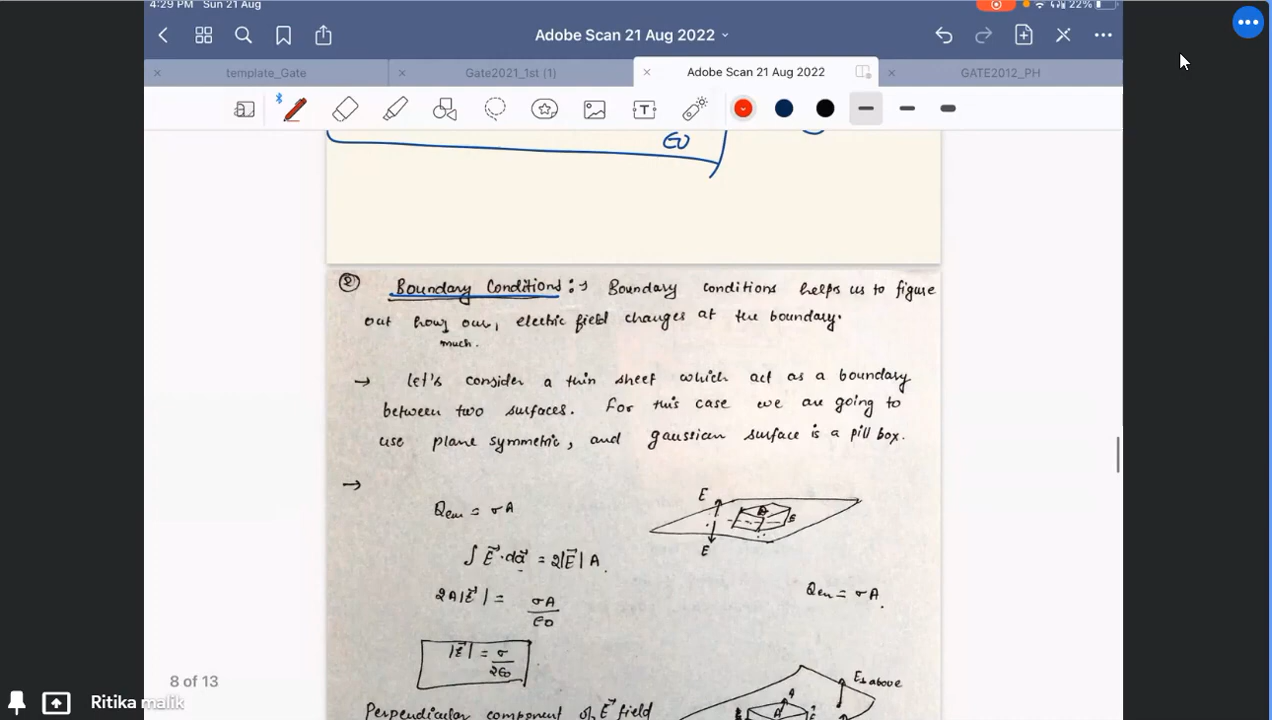 4:29 PM Sun 21 Aug
22%
Adobe Scan 21 Aug 2022
template_Gate
Gate2021_1st (1)
Adobe Scan 21 Aug 2022
GATE2012_PH
T
ϵ0
② Boundary Conditions :→ Boundary conditions helps us to figure
out how our, electric field changes at the boundary.
much.
→ let's consider a thin sheet which act as a boundary
between two surfaces. For this case we are going to
use plane symmetric, and gaussian surface is a pill box.
→
Qen = σA
E
A
E
E
∫ E⃗·da⃗ = 2|E⃗| A.
2A|E⃗| = σA/ϵ0
Qen = σA.
|E⃗| = σ/2ϵ0
E⊥ above
A
Perpendicular component of E⃗ field
8 of 13
Ritika malik